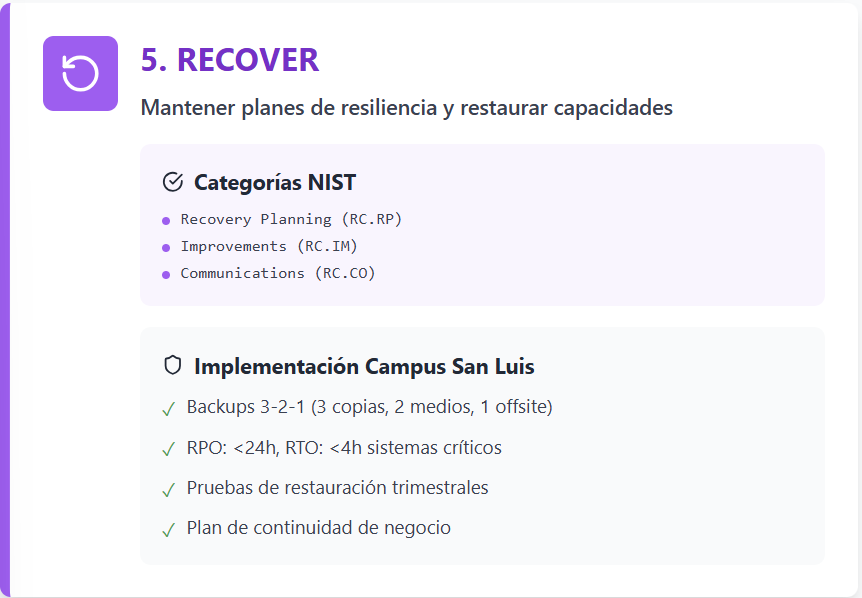 5. RECOVER
Mantener planes de resiliencia y restaurar capacidades
Categorías NIST
Recovery Planning (RC.RP)
Improvements (RC.IM)
Communications (RC.CO)
Implementación Campus San Luis
Backups 3-2-1 (3 copias, 2 medios, 1 offsite)
RPO: <24h, RTO: <4h sistemas críticos
Pruebas de restauración trimestrales
Plan de continuidad de negocio